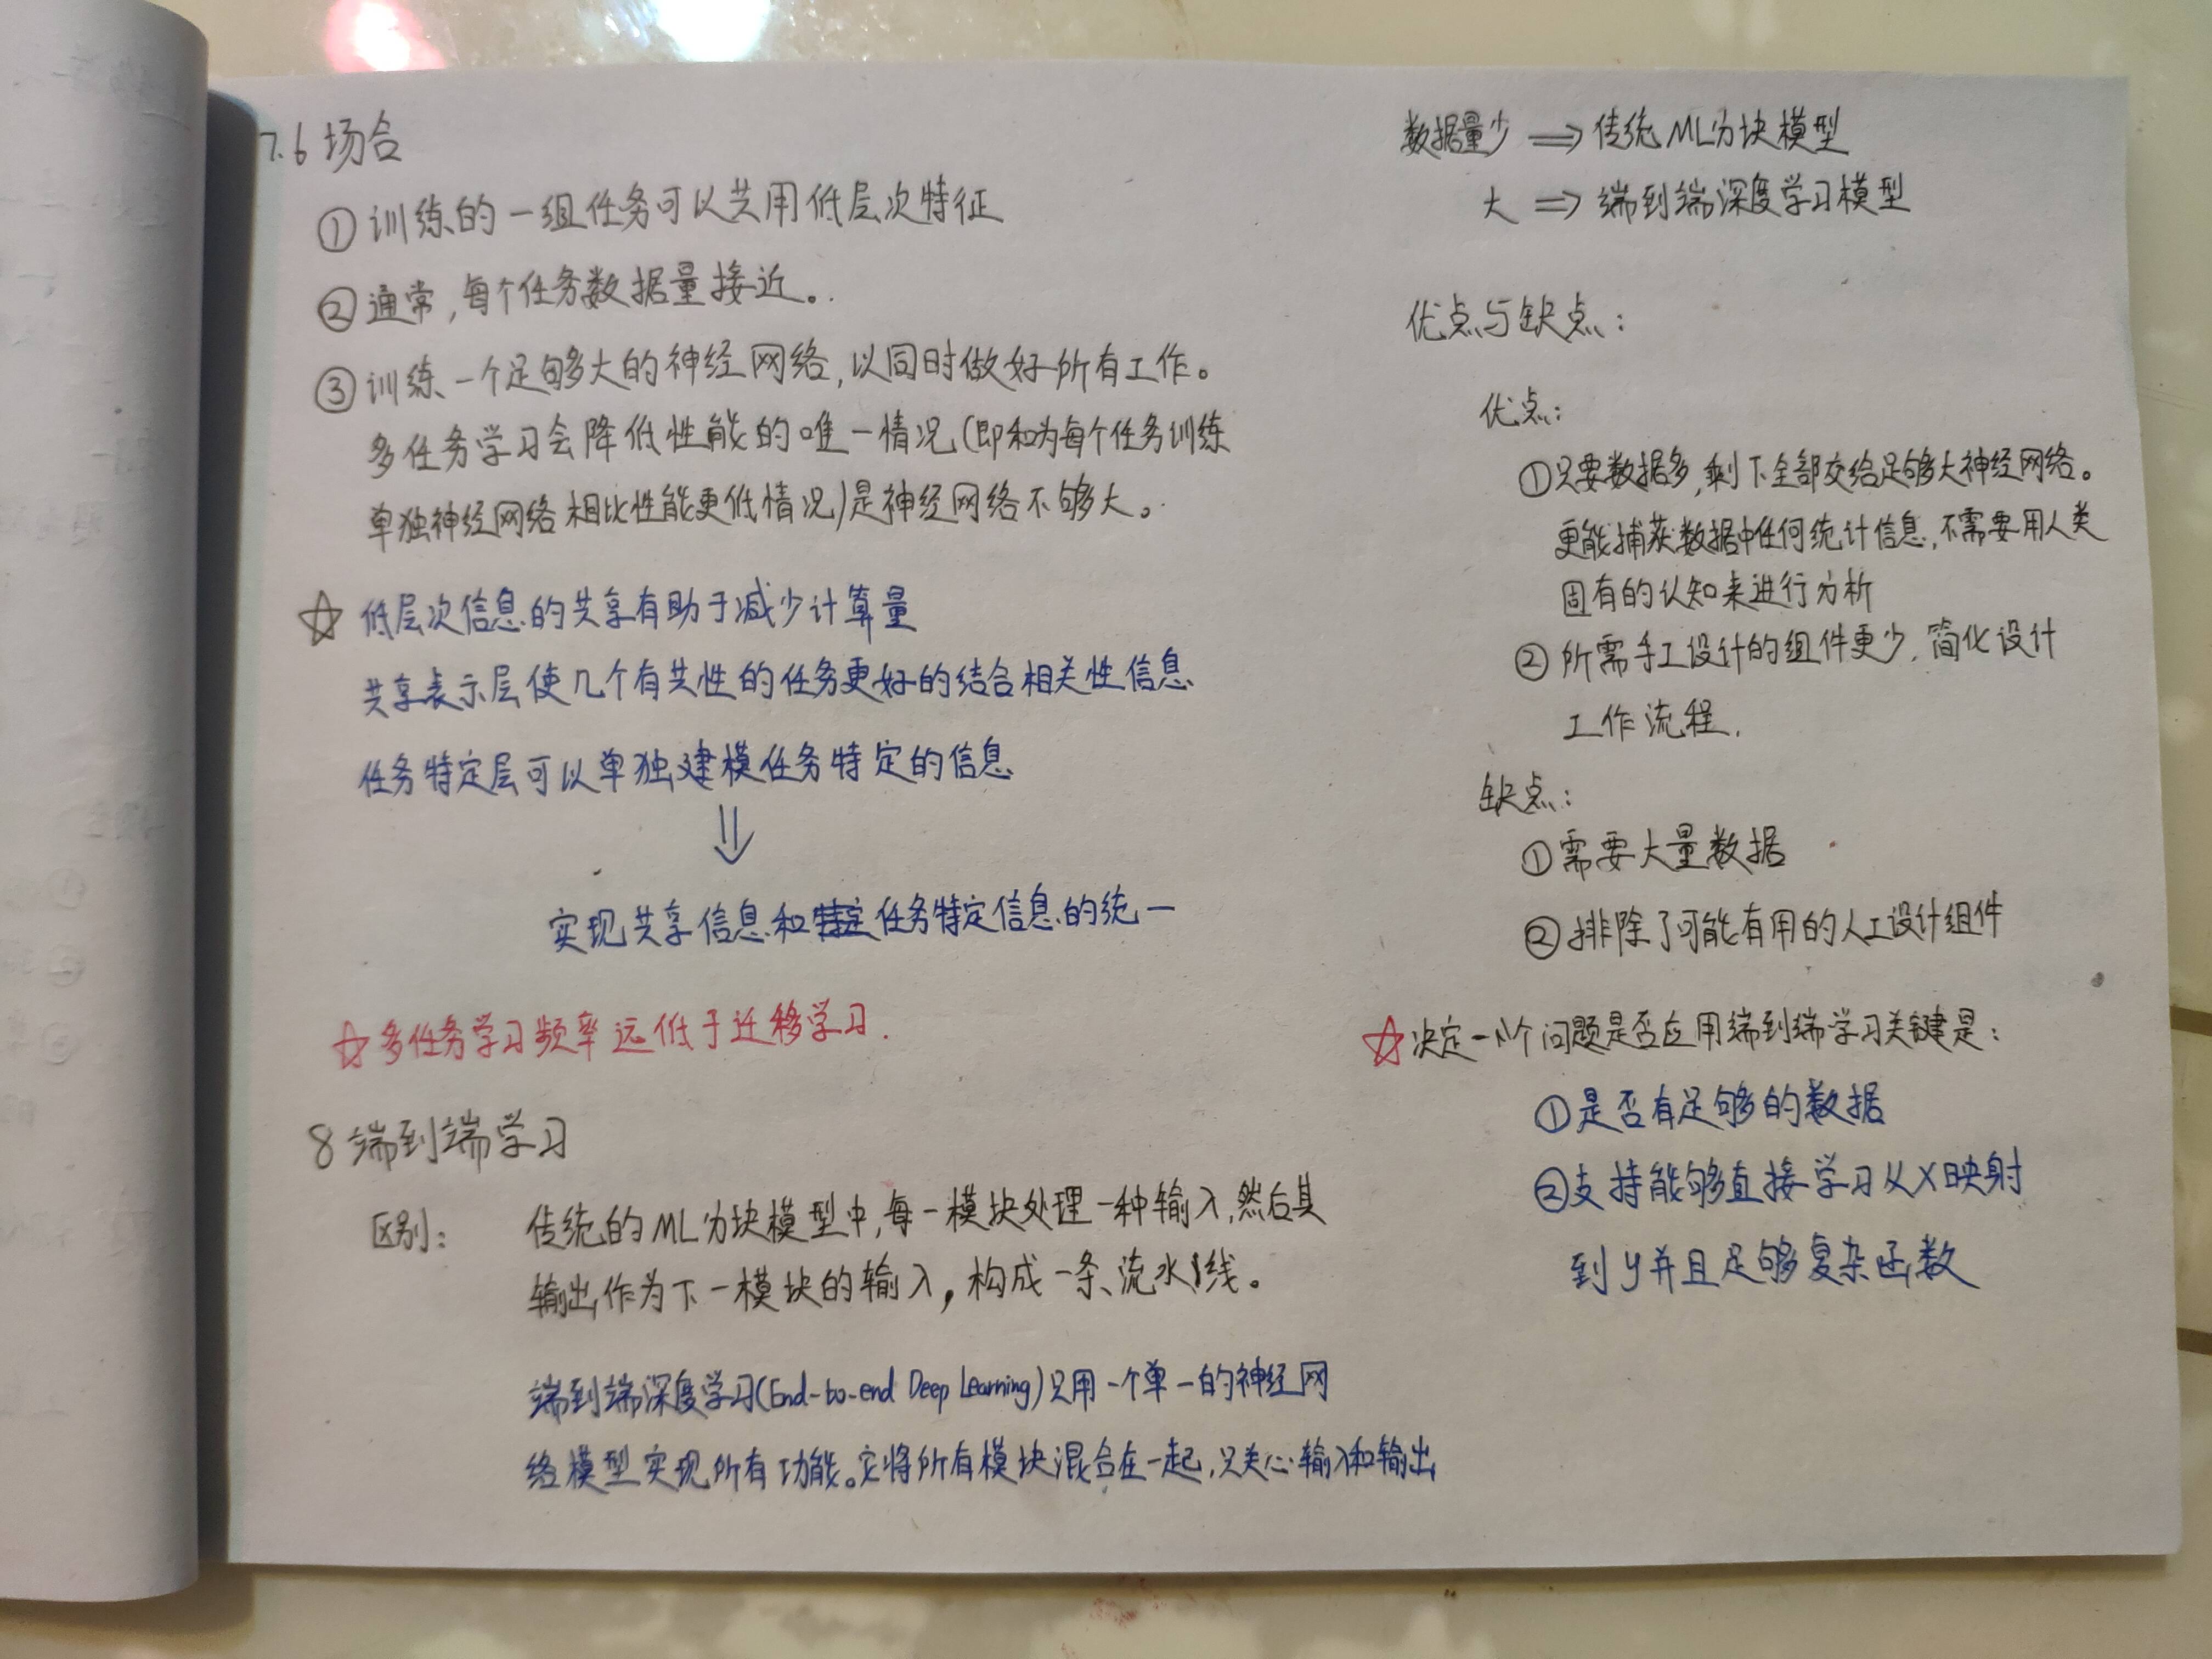 7.6 场合
① 训练的一组任务可以共用低层次特征
② 通常,每个任务数据量接近。
③ 训练一个足够大的神经网络,以同时做好所有工作。
多任务学习会降低性能的唯一情况(即和为每个任务训练
单独神经网络相比性能更低情况)是神经网络不够大。
☆ 低层次信息的共享有助于减少计算量
共享表示层使几个有共性的任务更好的结合相关性信息
任务特定层可以单独建模任务特定的信息
⇓
实现共享信息和任务特定信息的统一
☆多任务学习频率远低于迁移学习.
8 端到端学习
区别: 传统的ML分块模型中,每一模块处理一种输入,然后其
输出作为下一模块的输入,构成一条流水线。
端到端深度学习(End-to-end Deep Learning)只用一个单一的神经网
络模型实现所有功能。它将所有模块混合在一起,只关心输入和输出
数据量少 ⇒ 传统ML分块模型
大 ⇒ 端到端深度学习模型
优点与缺点:
优点:
①只要数据多,剩下全部交给足够大神经网络。
更能捕获数据中任何统计信息,不需要用人类
固有的认知来进行分析
② 所需手工设计的组件更少,简化设计
工作流程.
缺点:
①需要大量数据
②排除了可能有用的人工设计组件
☆决定一个问题是否应用端到端学习关键是:
①是否有足够的数据
②支持能够直接学习从X映射
到y并且足够复杂函数